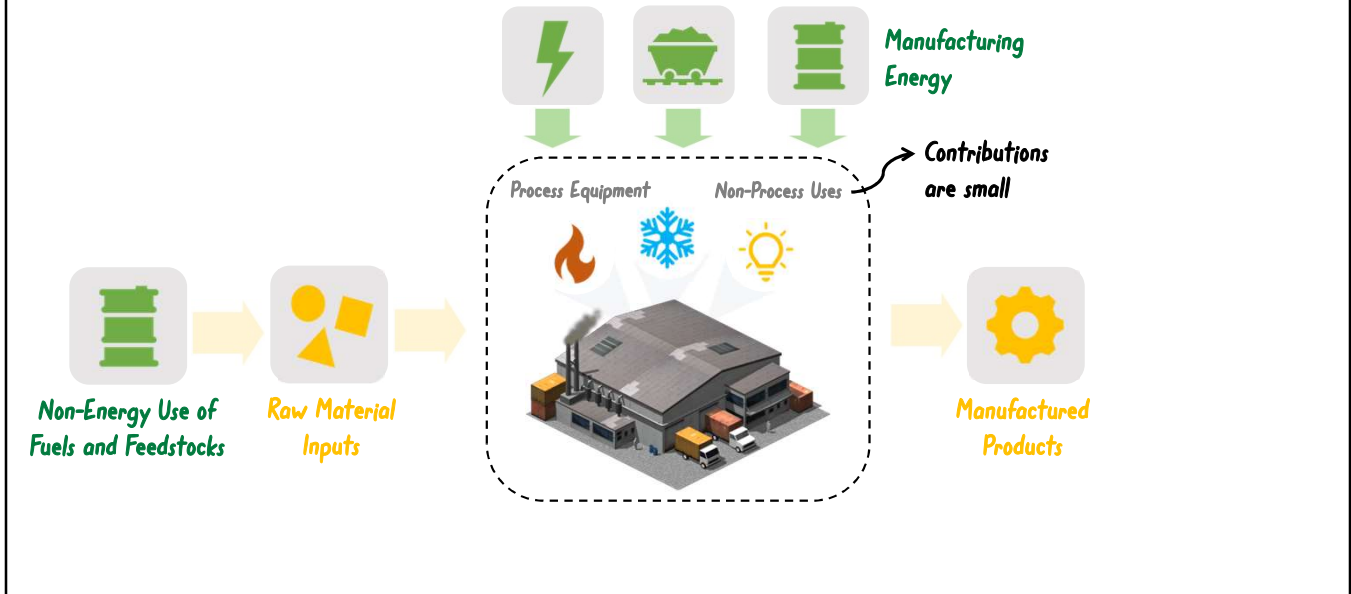 Manufacturing
Energy
Contributions
are small
Process Equipment
Non-Process Uses
Non-Energy Use of
Fuels and Feedstocks
Raw Material
Inputs
Manufactured
Products